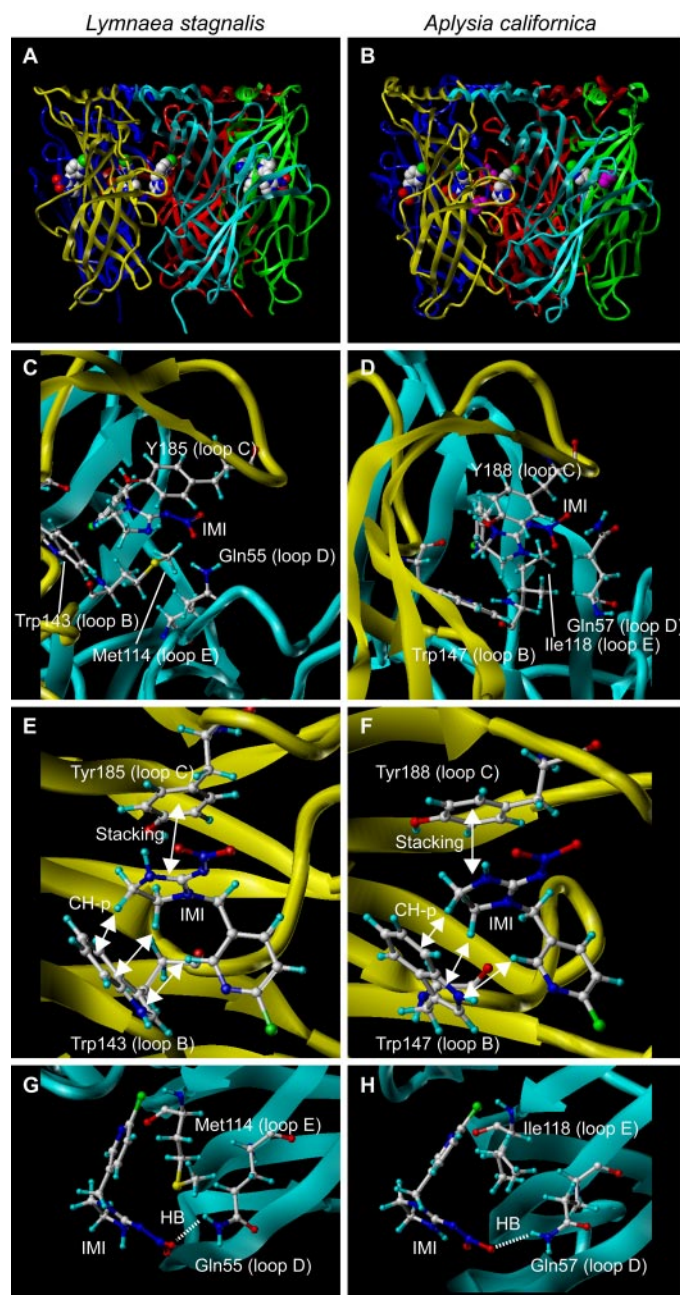 Lymnaea stagnalis
Aplysia californica
A
B
C
Y185 (loop C)
IMI
Gln55 (loop D)
Trp143 (loop B)
Met114 (loop E)
D
Y188 (loop C)
IMI
Gln57 (loop D)
Ile118 (loop E)
Trp147 (loop B)
E
Tyr185 (loop C)
Stacking
CH-p
IMI
Trp143 (loop B)
F
Tyr188 (loop C)
Stacking
CH-p
IMI
Trp147 (loop B)
G
Met114 (loop E)
HB
IMI
Gln55 (loop D)
H
Ile118 (loop E)
HB
IMI
Gln57 (loop D)